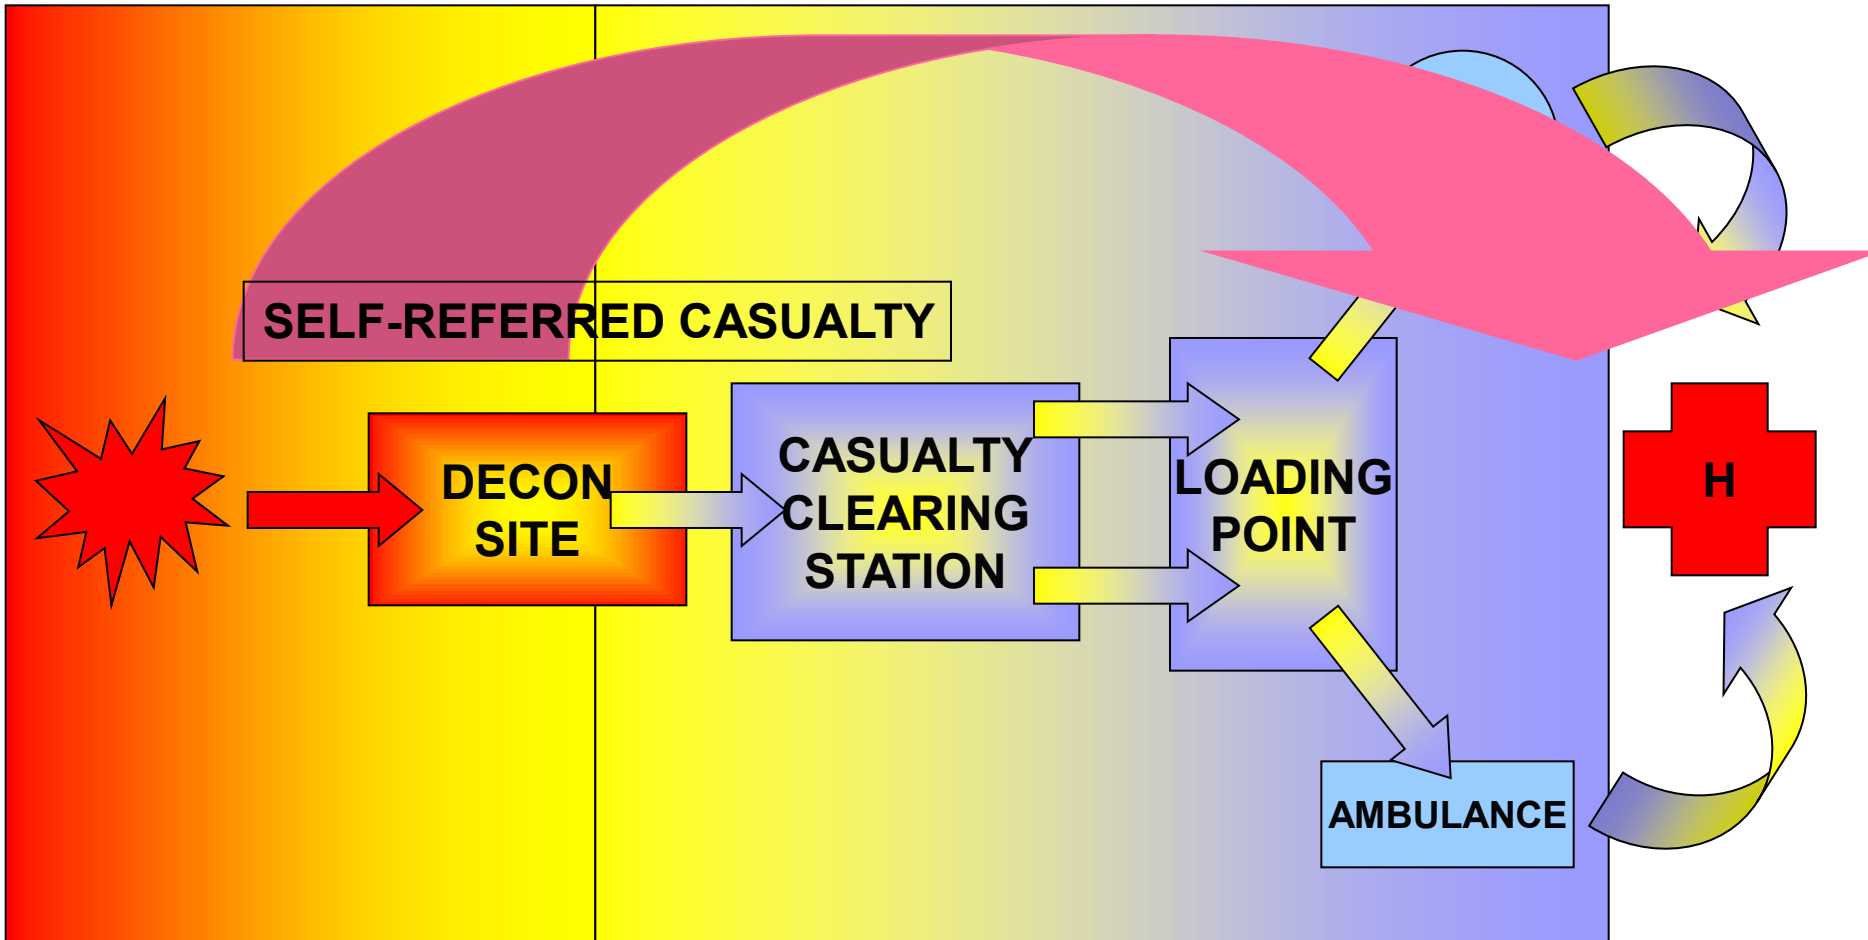 SELF-REFERRED CASUALTY
DECON
SITE
CASUALTY
CLEARING
STATION
LOADING
POINT
H
AMBULANCE